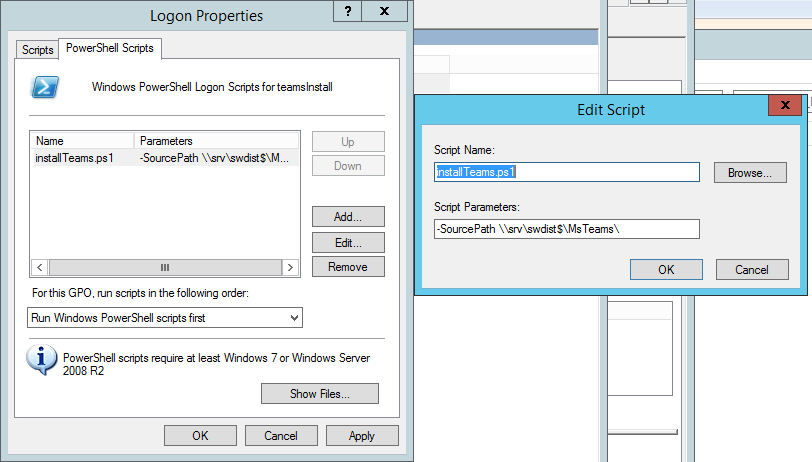 Logon Properties
? X
Scripts
PowerShell Scripts
Windows PowerShell Logon Scripts for teamsInstall
Name Parameters
installTeams.ps1 -SourcePath \\srv\swdist$\M...
Up
Down
Add...
Edit...
Remove
For this GPO, run scripts in the following order:
Run Windows PowerShell scripts first
PowerShell scripts require at least Windows 7 or Windows Server
2008 R2
Show Files...
OK Cancel Apply
Edit Script
X
Script Name:
installTeams.ps1
Browse...
Script Parameters:
-SourcePath \\srv\swdist$\MsTeams\
OK Cancel